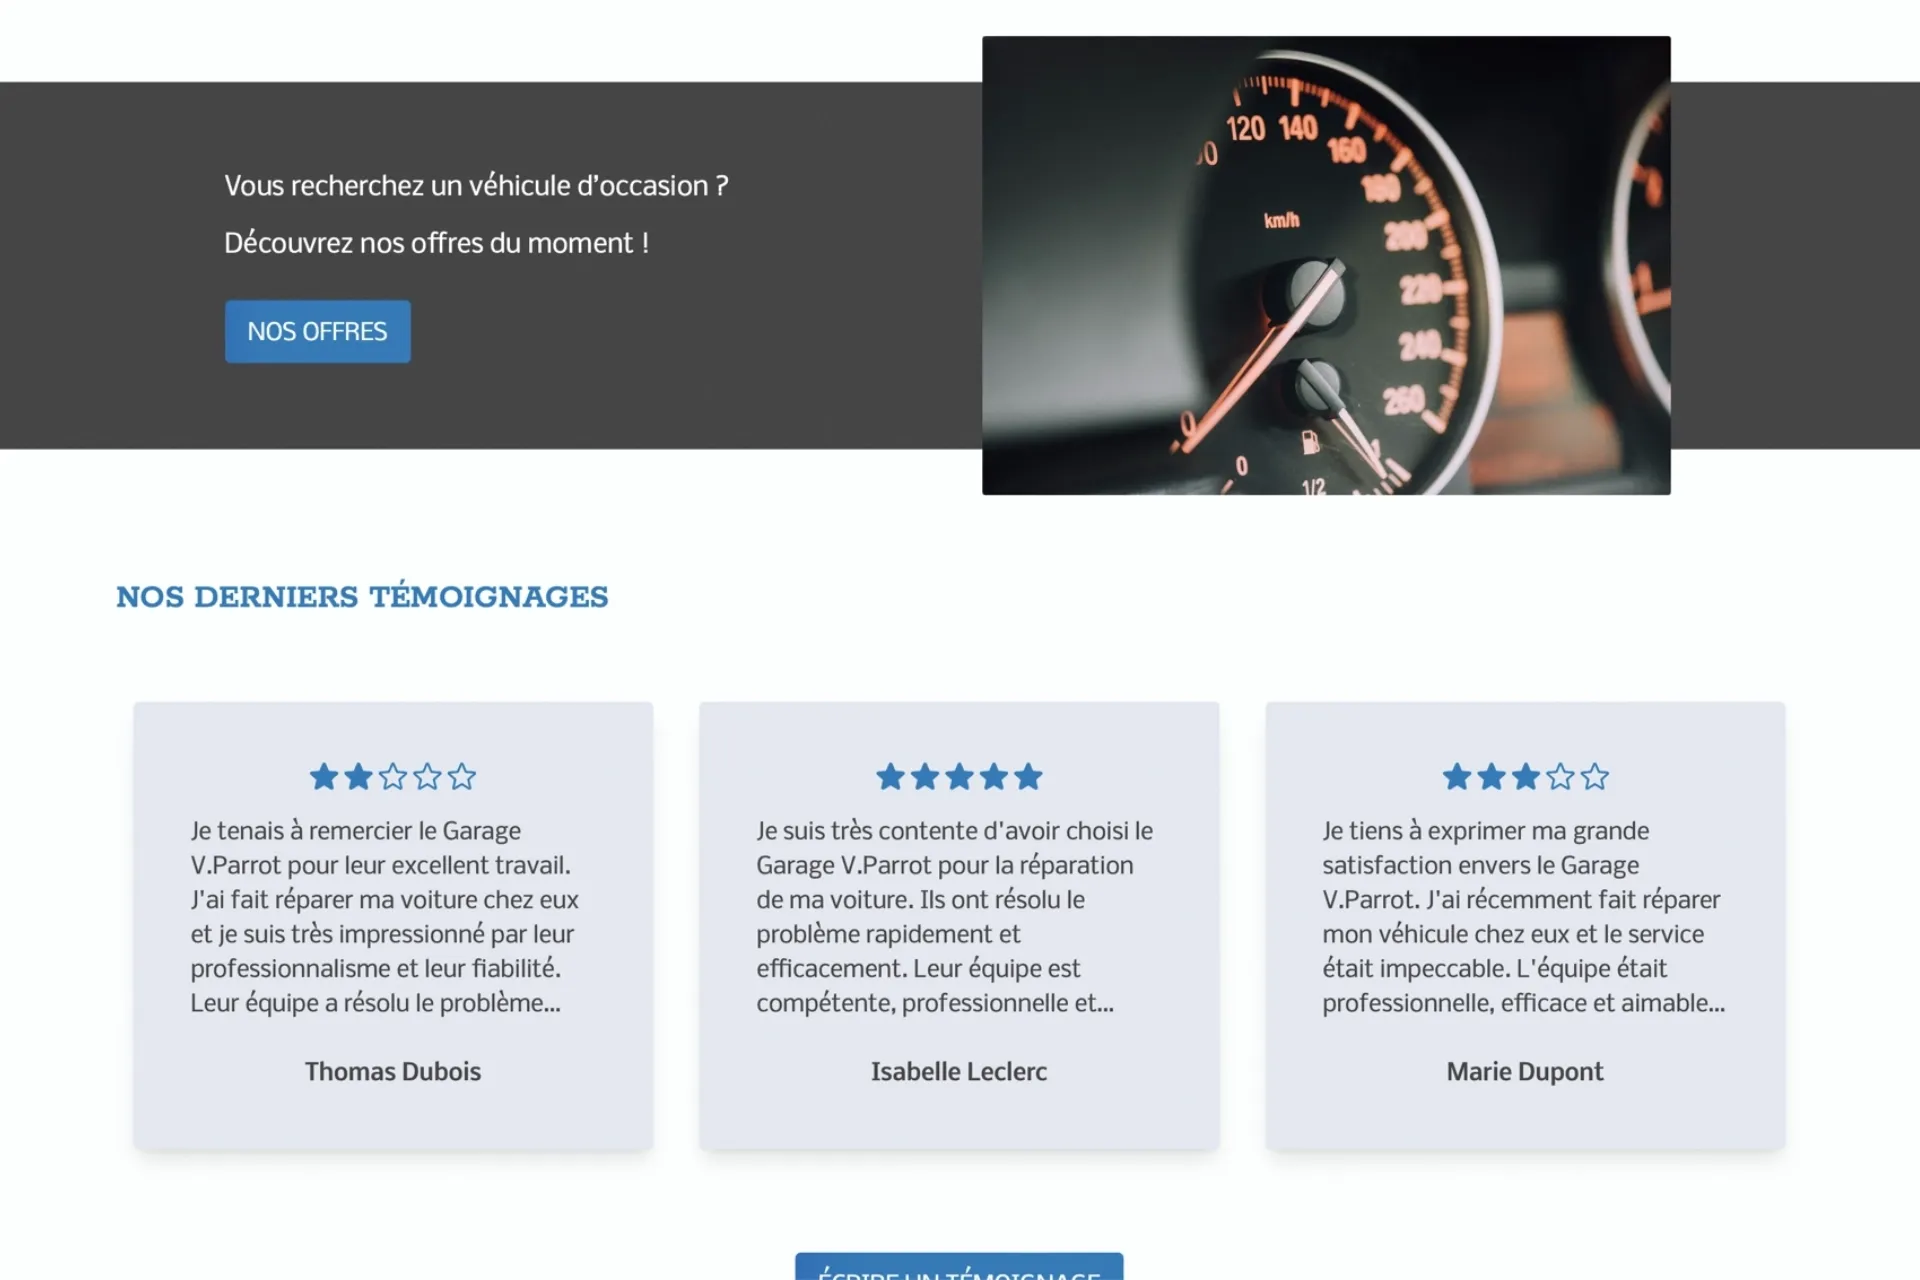 Vous recherchez un véhicule d’occasion ?
Découvrez nos offres du moment !
NOS OFFRES
120 140
160
180
200
220
240
260
km/h
0
0
1/2
NOS DERNIERS TÉMOIGNAGES
Je tenais à remercier le Garage
V.Parrot pour leur excellent travail.
J'ai fait réparer ma voiture chez eux
et je suis très impressionné par leur
professionnalisme et leur fiabilité.
Leur équipe a résolu le problème...
Thomas Dubois
Je suis très contente d'avoir choisi le
Garage V.Parrot pour la réparation
de ma voiture. Ils ont résolu le
problème rapidement et
efficacement. Leur équipe est
compétente, professionnelle et...
Isabelle Leclerc
Je tiens à exprimer ma grande
satisfaction envers le Garage
V.Parrot. J'ai récemment fait réparer
mon véhicule chez eux et le service
était impeccable. L'équipe était
professionnelle, efficace et aimable...
Marie Dupont
ÉCRIRE UN TÉMOIGNAGE